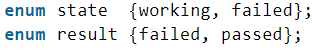 enum state  {working, failed};
enum result {failed, passed};